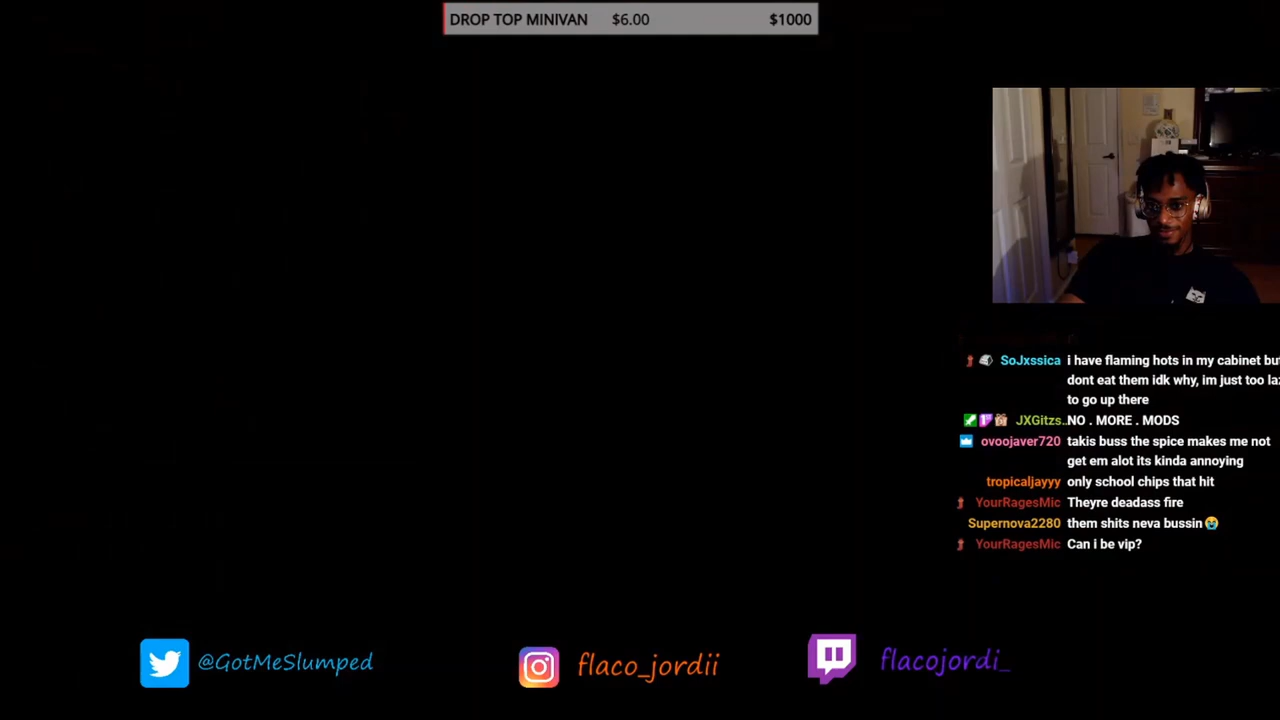 DROP TOP MINIVAN $6.00 $1000
SoJxssica i have flaming hots in my cabinet but
dont eat them idk why, im just too
to go up there
JXGitzs.. NO . MORE . MODS
ovoojaver720 takis buss the spice makes me not
get em alot its kinda annoying
tropicaljayyy only school chips that hit
YourRagesMic Theyre deadass fire
Supernova2280 them shits neva bussin😭
YourRagesMic Can i be vip?
@GotMeSlumped
flaco_jordii
flacojordi_